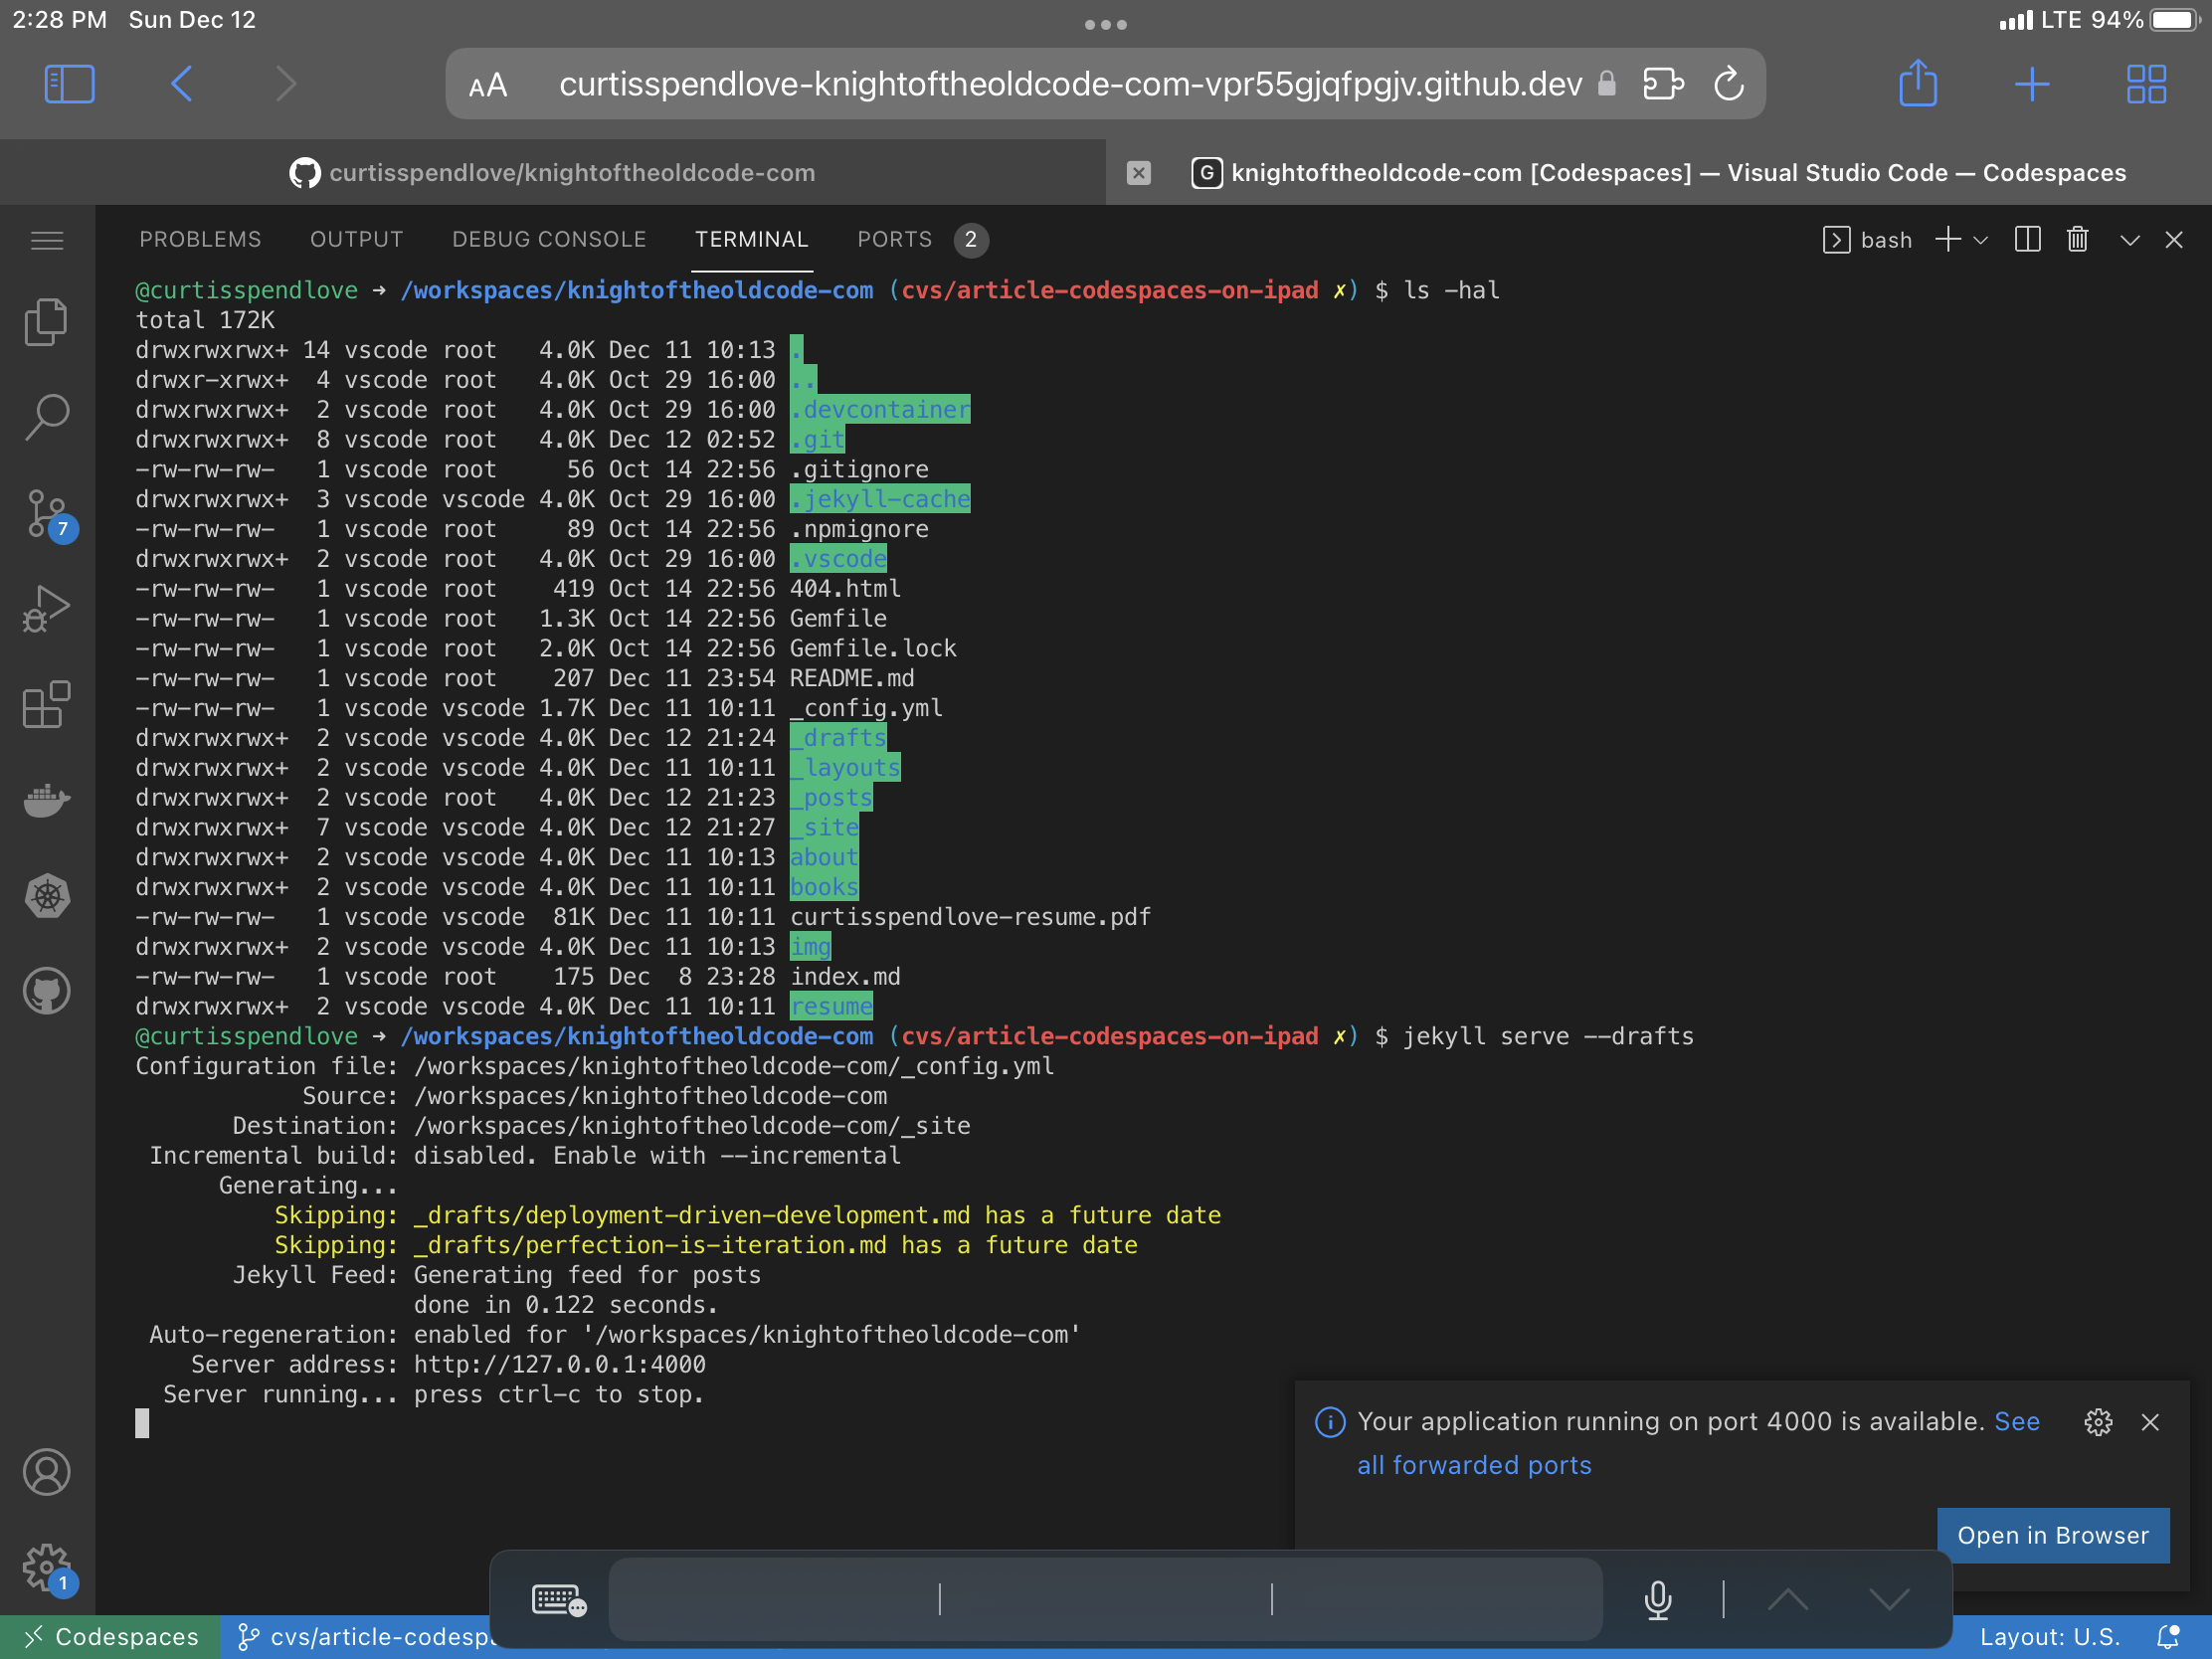 2:28 PM Sun Dec 12
LTE 94%
AA curtisspendlove-knightoftheoldcode-com-vpr55gjqfpgjv.github.dev
curtisspendlove/knightoftheoldcode-com
G knightoftheoldcode-com [Codespaces] — Visual Studio Code — Codespaces
PROBLEMS OUTPUT DEBUG CONSOLE TERMINAL PORTS 2 bash
@curtisspendlove → /workspaces/knightoftheoldcode-com (cvs/article-codespaces-on-ipad ✗) $ ls -hal
total 172K
drwxrwxrwx+ 14 vscode root   4.0K Dec 11 10:13 .
drwxr-xrwx+  4 vscode root   4.0K Oct 29 16:00 ..
drwxrwxrwx+  2 vscode root   4.0K Oct 29 16:00 .devcontainer
drwxrwxrwx+  8 vscode root   4.0K Dec 12 02:52 .git
-rw-rw-rw-   1 vscode root     56 Oct 14 22:56 .gitignore
drwxrwxrwx+  3 vscode vscode 4.0K Oct 29 16:00 .jekyll-cache
-rw-rw-rw-   1 vscode root     89 Oct 14 22:56 .npmignore
drwxrwxrwx+  2 vscode root   4.0K Oct 29 16:00 .vscode
-rw-rw-rw-   1 vscode root    419 Oct 14 22:56 404.html
-rw-rw-rw-   1 vscode root   1.3K Oct 14 22:56 Gemfile
-rw-rw-rw-   1 vscode root   2.0K Oct 14 22:56 Gemfile.lock
-rw-rw-rw-   1 vscode root    207 Dec 11 23:54 README.md
-rw-rw-rw-   1 vscode vscode 1.7K Dec 11 10:11 _config.yml
drwxrwxrwx+  2 vscode vscode 4.0K Dec 12 21:24 _drafts
drwxrwxrwx+  2 vscode vscode 4.0K Dec 11 10:11 _layouts
drwxrwxrwx+  2 vscode root   4.0K Dec 12 21:23 _posts
drwxrwxrwx+  7 vscode vscode 4.0K Dec 12 21:27 _site
drwxrwxrwx+  2 vscode vscode 4.0K Dec 11 10:13 about
drwxrwxrwx+  2 vscode vscode 4.0K Dec 11 10:11 books
-rw-rw-rw-   1 vscode vscode  81K Dec 11 10:11 curtisspendlove-resume.pdf
drwxrwxrwx+  2 vscode vscode 4.0K Dec 11 10:13 img
-rw-rw-rw-   1 vscode root    175 Dec  8 23:28 index.md
drwxrwxrwx+  2 vscode vscode 4.0K Dec 11 10:11 resume
@curtisspendlove → /workspaces/knightoftheoldcode-com (cvs/article-codespaces-on-ipad ✗) $ jekyll serve --drafts
Configuration file: /workspaces/knightoftheoldcode-com/_config.yml
Source: /workspaces/knightoftheoldcode-com
Destination: /workspaces/knightoftheoldcode-com/_site
Incremental build: disabled. Enable with --incremental
Generating...
Skipping: _drafts/deployment-driven-development.md has a future date
Skipping: _drafts/perfection-is-iteration.md has a future date
Jekyll Feed: Generating feed for posts
done in 0.122 seconds.
Auto-regeneration: enabled for '/workspaces/knightoftheoldcode-com'
Server address: http://127.0.0.1:4000
Server running... press ctrl-c to stop.
7
Your application running on port 4000 is available. See
all forwarded ports
Open in Browser
1
Codespaces cvs/article-codesp Layout: U.S.